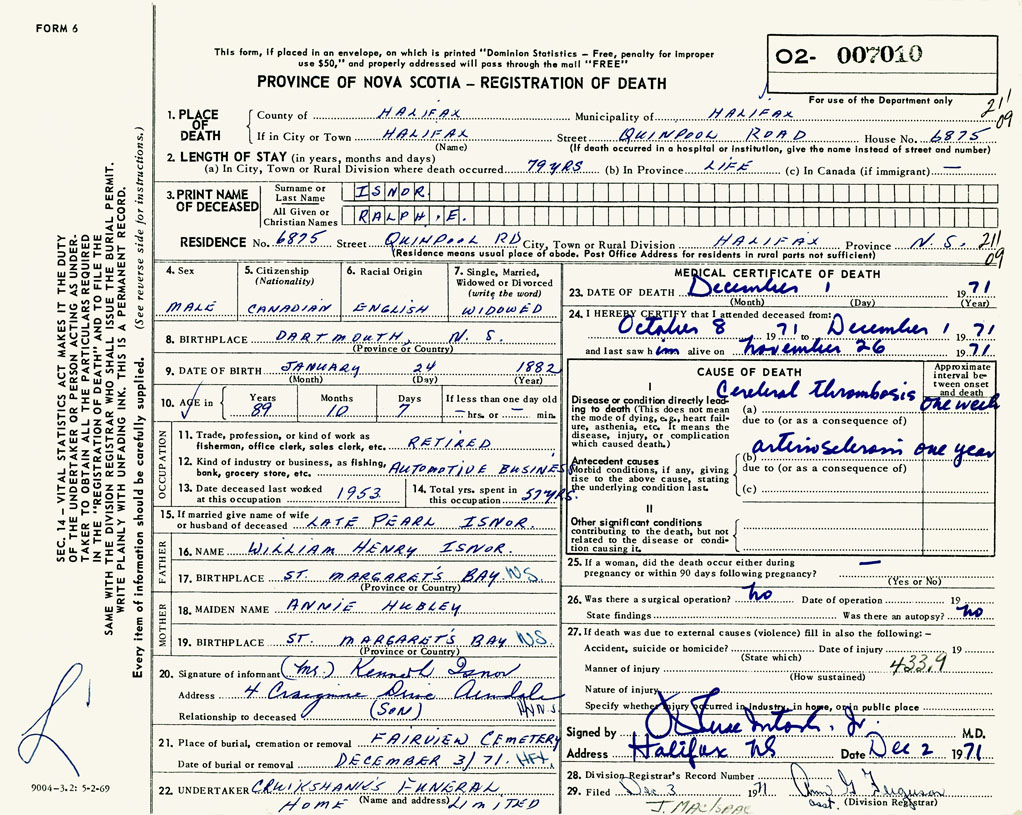 FORM 6
This form, if placed in an envelope, on which is printed "Dominion Statistics – Free, penalty for improper
use $50," and properly addressed will pass through the mail "FREE"
PROVINCE OF NOVA SCOTIA – REGISTRATION OF DEATH
02- 007010
For use of the Department only
211
09
1. PLACE OF DEATH County of HALIFAX Municipality of HALIFAX
If in City or Town HALIFAX Street QUINPOOL ROAD House No. 6875
(Name) (If death occurred in a hospital or institution, give the name instead of street and number)
2. LENGTH OF STAY (in years, months and days)
(a) In City, Town or Rural Division where death occurred 79 YRS (b) In Province LIFE (c) In Canada (if immigrant) —
3. PRINT NAME OF DECEASED Surname or Last Name ISNOR
All Given or Christian Names RALPH. E.
RESIDENCE No. 6875 Street QUINPOOL RD City, Town or Rural Division HALIFAX Province N.S. 211
09
(Residence means usual place of abode. Post Office Address for residents in rural parts not sufficient)
4. Sex MALE
5. Citizenship (Nationality) CANADIAN
6. Racial Origin ENGLISH
7. Single, Married, Widowed or Divorced (write the word) WIDOWED
8. BIRTHPLACE DARTMOUTH, N.S.
(Province or Country)
9. DATE OF BIRTH JANUARY 24 1882
(Month) (Day) (Year)
10. AGE in Years 89 Months 10 Days 7 If less than one day old — hrs. or — min.
OCCUPATION
11. Trade, profession, or kind of work as
fisherman, office clerk, sales clerk, etc. RETIRED
12. Kind of industry or business, as fishing,
bank, grocery store, etc. AUTOMOTIVE BUSINESS
13. Date deceased last worked at this occupation 1953
14. Total yrs. spent in this occupation 57 YRS.
15. If married give name of wife
or husband of deceased LATE PEARL ISNOR.
FATHER
16. NAME WILLIAM HENRY ISNOR.
17. BIRTHPLACE ST. MARGARET'S BAY NS.
(Province or Country)
MOTHER
18. MAIDEN NAME ANNIE HUBLEY
19. BIRTHPLACE ST. MARGARET'S BAY NS.
(Province or Country)
20. Signature of informant (Mr.) Kenneth Isnor
Address 4 Drive Armdale
Relationship to deceased (SON)
21. Place of burial, cremation or removal FAIRVIEW CEMETERY
Date of burial or removal DECEMBER 3/71. HFX.
22. UNDERTAKER CRUIKSHANKS FUNERAL
HOME (Name and address) LIMITED
MEDICAL CERTIFICATE OF DEATH
23. DATE OF DEATH December 1 1971
(Month) (Day) (Year)
24. I HEREBY CERTIFY that I attended deceased from:
October 8 1971 to December 1 1971
and last saw him alive on November 26 1971
CAUSE OF DEATH
Approximate interval between onset and death
I
Disease or condition directly leading to death (This does not mean the mode of dying, e.g., heart failure, asthenia, etc. It means the disease, injury, or complication which caused death.)
(a) Cerebral thrombosis one week
due to (or as a consequence of)
Antecedent causes
Morbid conditions, if any, giving rise to the above cause, stating the underlying condition last.
(b) arteriosclerosis one year
due to (or as a consequence of)
(c)
II
Other significant conditions
contributing to the death, but not related to the disease or condition causing it.
25. If a woman, did the death occur either during
pregnancy or within 90 days following pregnancy? —
(Yes or No)
26. Was there a surgical operation? no Date of operation 19
State findings Was there an autopsy? no
27. If death was due to external causes (violence) fill in also the following: –
Accident, suicide or homicide? Date of injury 19
(State which)
Manner of injury 433.9
(How sustained)
Nature of injury
Specify whether injury occurred in industry, in home, or in public place
Signed by M.D.
Address Halifax NS Date Dec 2 1971
28. Division Registrar's Record Number
29. Filed Dec 3 1971 Ferguson
asst. (Division Registrar)
SEC. 14 – VITAL STATISTICS ACT MAKES IT THE DUTY
OF THE UNDERTAKER OR PERSON ACTING AS UNDER-
TAKER TO OBTAIN ALL THE PARTICULARS REQUIRED
IN THE "REGISTRATION OF DEATH" AND TO FILE THE
SAME WITH THE DIVISION REGISTRAR WHO SHALL ISSUE THE BURIAL PERMIT.
WRITE PLAINLY WITH UNFADING INK. THIS IS A PERMANENT RECORD.
Every item of information should be carefully supplied. (See reverse side for instructions.)
9004-3.2: 5-2-69